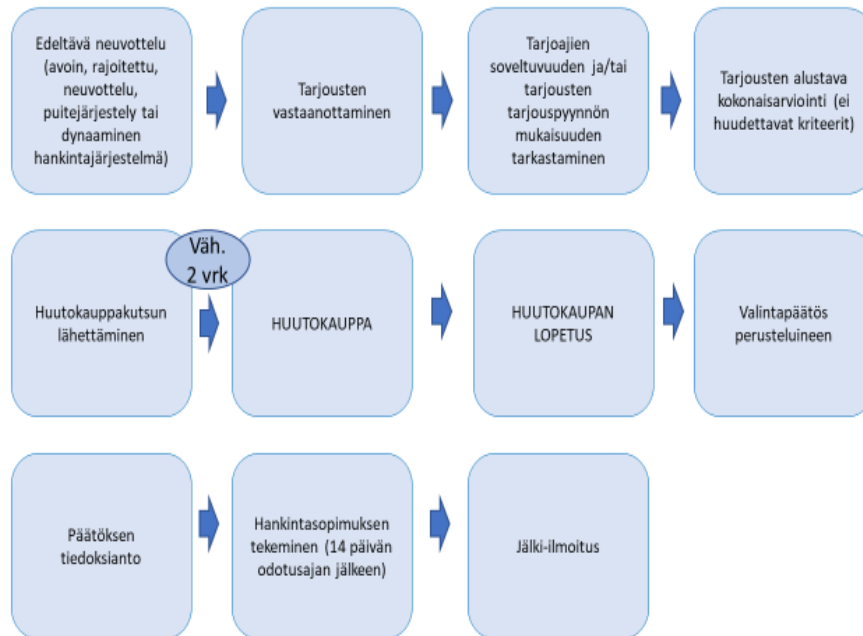 Edeltävä neuvottelu
(avoin, rajoitettu,
neuvottelu,
puitejärjestely tai
dynaaminen
hankintajärjestelmä)
Tarjousten
vastaanottaminen
Tarjoajien
soveltuvuuden ja/tai
tarjousten
tarjouspyynnön
mukaisuuden
tarkastaminen
Tarjousten alustava
kokonaisarviointi (ei
huudettavat kriteerit)
Huutokauppakutsun
lähettäminen
Väh.
2 vrk
HUUTOKAUPPA
HUUTOKAUPAN
LOPETUS
Valintapäätös
perusteluineen
Päätöksen
tiedoksianto
Hankintasopimuksen
tekeminen (14 päivän
odotusajan jälkeen)
Jälki-ilmoitus